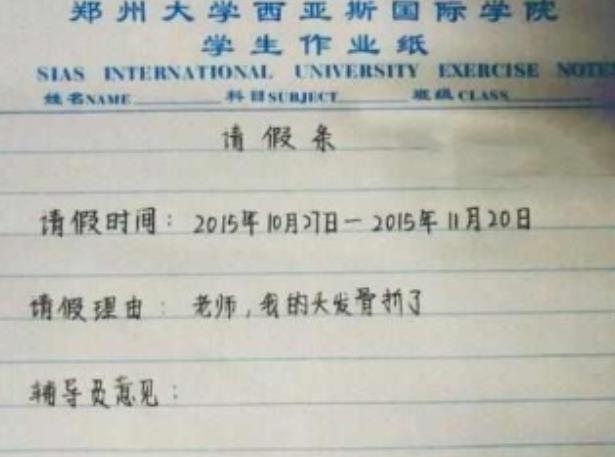 郑州大学西亚斯国际学院
学生作业纸
SIAS INTERNATIONAL UNIVERSITY EXERCISE NOTE
姓名NAME 科目SUBJECT 班级CLASS
请假条
请假时间：2015年10月27日－2015年11月20日
请假理由：老师，我的头发骨折了
辅导员意见：